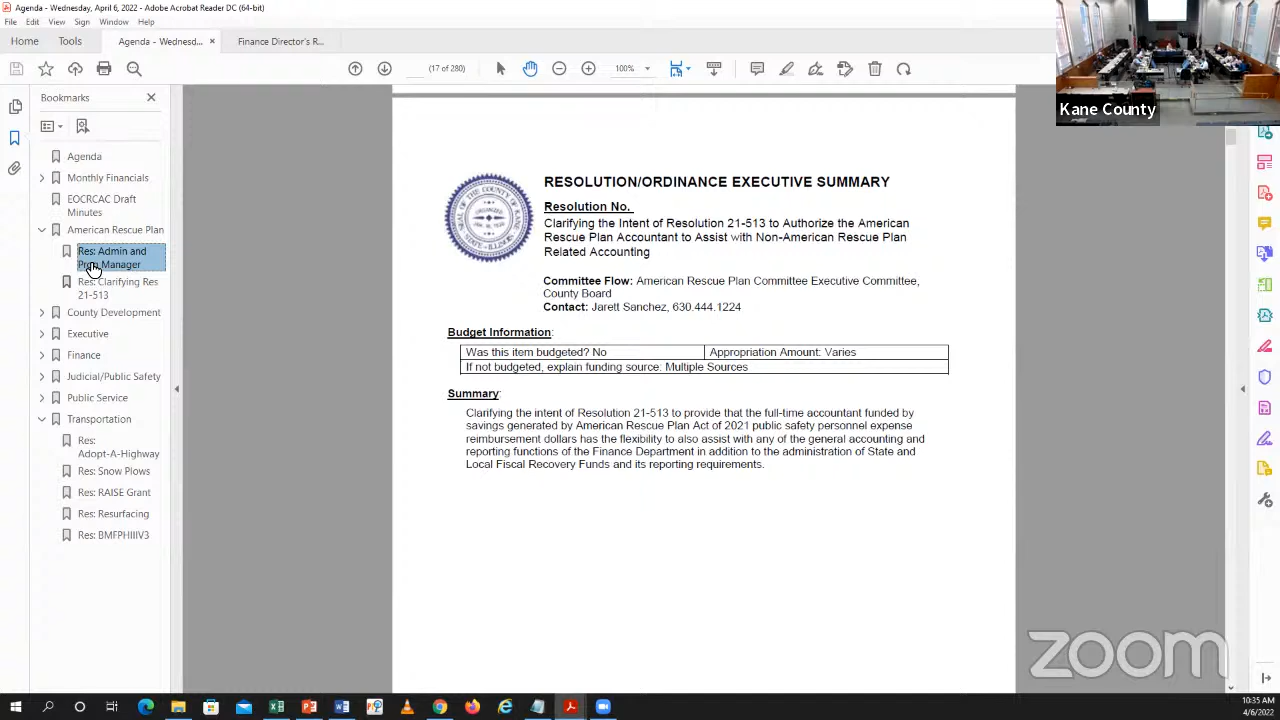 Agenda - Wednesday, April 6, 2022 - Adobe Acrobat Reader DC (64-bit)
File Edit View Sign Window Help
Home Tools Agenda - Wednesd... × Finance Director's R...
(17 of 280) 100%
Kane County
Bookmarks
Agenda
Monthly Financials
EOCRCAC Draft
Minutes
American Rescue Plan
Res: Admin and
Manager
Res: Clarifying Res
21-513
County Development
Executive
Finance
Judicial/Public Safety
Public Service
Transportation
Res:
Adopt-A-Highway
Res: Snow Plows
Res: RAISE Grant
Res: Resurfacing
Res: BMFPHIIIV3
RESOLUTION/ORDINANCE EXECUTIVE SUMMARY
Resolution No.
Clarifying the Intent of Resolution 21-513 to Authorize the American
Rescue Plan Accountant to Assist with Non-American Rescue Plan
Related Accounting
Committee Flow: American Rescue Plan Committee Executive Committee,
County Board
Contact: Jarett Sanchez, 630.444.1224
Budget Information:
Was this item budgeted? No Appropriation Amount: Varies
If not budgeted, explain funding source: Multiple Sources
Summary:
Clarifying the intent of Resolution 21-513 to provide that the full-time accountant funded by
savings generated by American Rescue Plan Act of 2021 public safety personnel expense
reimbursement dollars has the flexibility to also assist with any of the general accounting and
reporting functions of the Finance Department in addition to the administration of State and
Local Fiscal Recovery Funds and its reporting requirements.
zoom
10:35 AM
4/6/2022